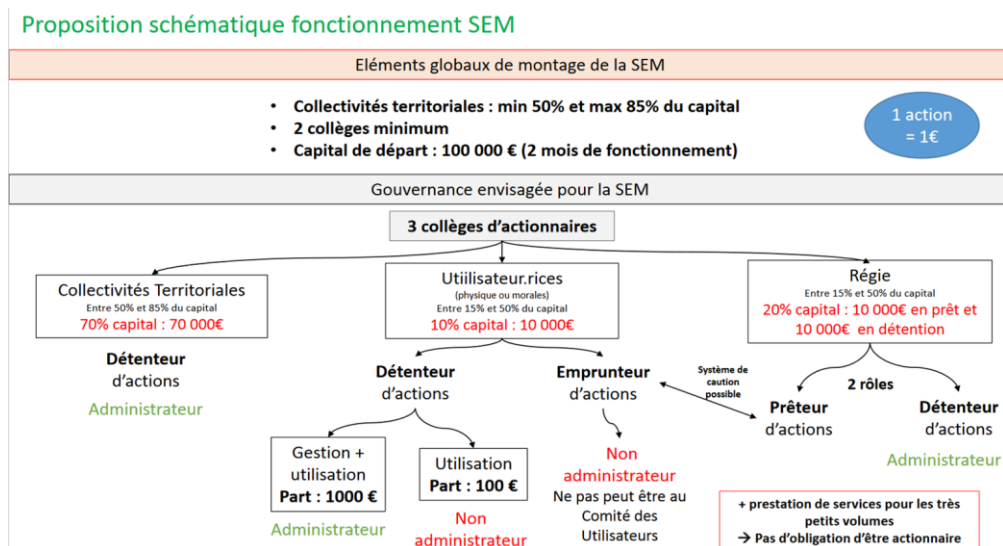 Proposition schématique fonctionnement SEM
Eléments globaux de montage de la SEM
• Collectivités territoriales : min 50% et max 85% du capital
• 2 collèges minimum
• Capital de départ : 100 000 € (2 mois de fonctionnement)
1 action
= 1€
Gouvernance envisagée pour la SEM
3 collèges d'actionnaires
Collectivités Territoriales
Entre 50% et 85% du capital
70% capital : 70 000€
Détenteur
d'actions
Administrateur
Utiilisateur.rices
(physique ou morales)
Entre 15% et 50% du capital
10% capital : 10 000€
Détenteur
d'actions
Emprunteur
d'actions
Gestion +
utilisation
Part : 1000 €
Administrateur
Utilisation
Part : 100 €
Non
administrateur
Non
administrateur
Ne pas peut être au
Comité des
Utilisateurs
Système de
caution
possible
Régie
Entre 15% et 50% du capital
20% capital : 10 000€ en prêt et
10 000€ en détention
2 rôles
Prêteur
d'actions
Détenteur
d'actions
Administrateur
+ prestation de services pour les très
petits volumes
→ Pas d'obligation d'être actionnaire